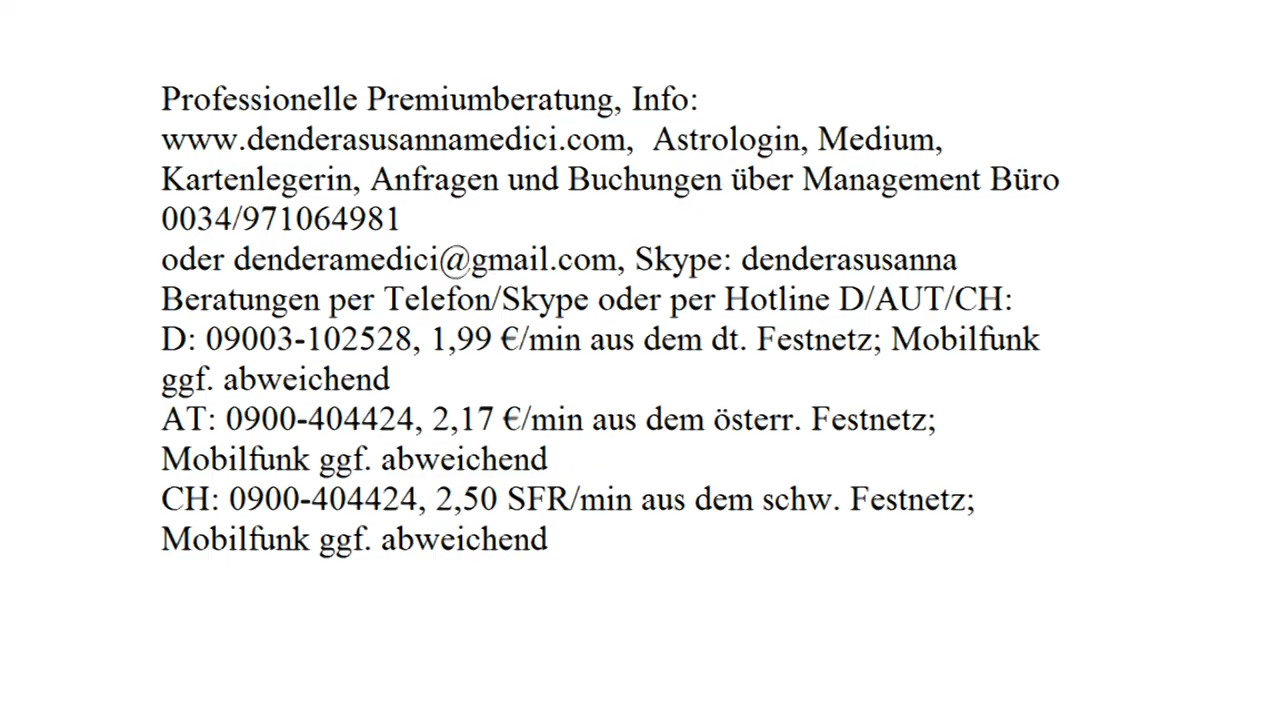 Professionelle Premiumberatung, Info:
www.denderasusannamedici.com,  Astrologin, Medium,
Kartenlegerin, Anfragen und Buchungen über Management Büro
0034/971064981
oder denderamedici@gmail.com, Skype: denderasusanna
Beratungen per Telefon/Skype oder per Hotline D/AUT/CH:
D: 09003-102528, 1,99 €/min aus dem dt. Festnetz; Mobilfunk
ggf. abweichend
AT: 0900-404424, 2,17 €/min aus dem österr. Festnetz;
Mobilfunk ggf. abweichend
CH: 0900-404424, 2,50 SFR/min aus dem schw. Festnetz;
Mobilfunk ggf. abweichend